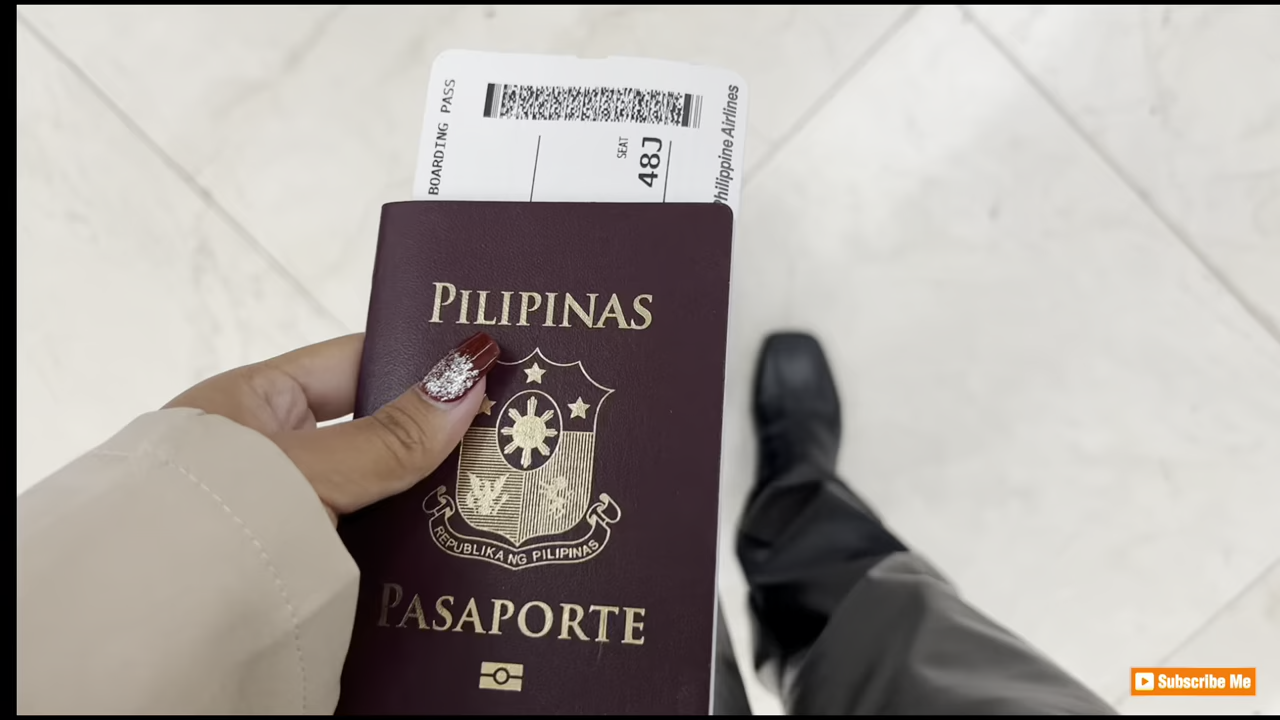 BOARDING PASS
SEAT
48J
Philippine Airlines
PILIPINAS
REPUBLIKA NG PILIPINAS
PASAPORTE
Subscribe Me